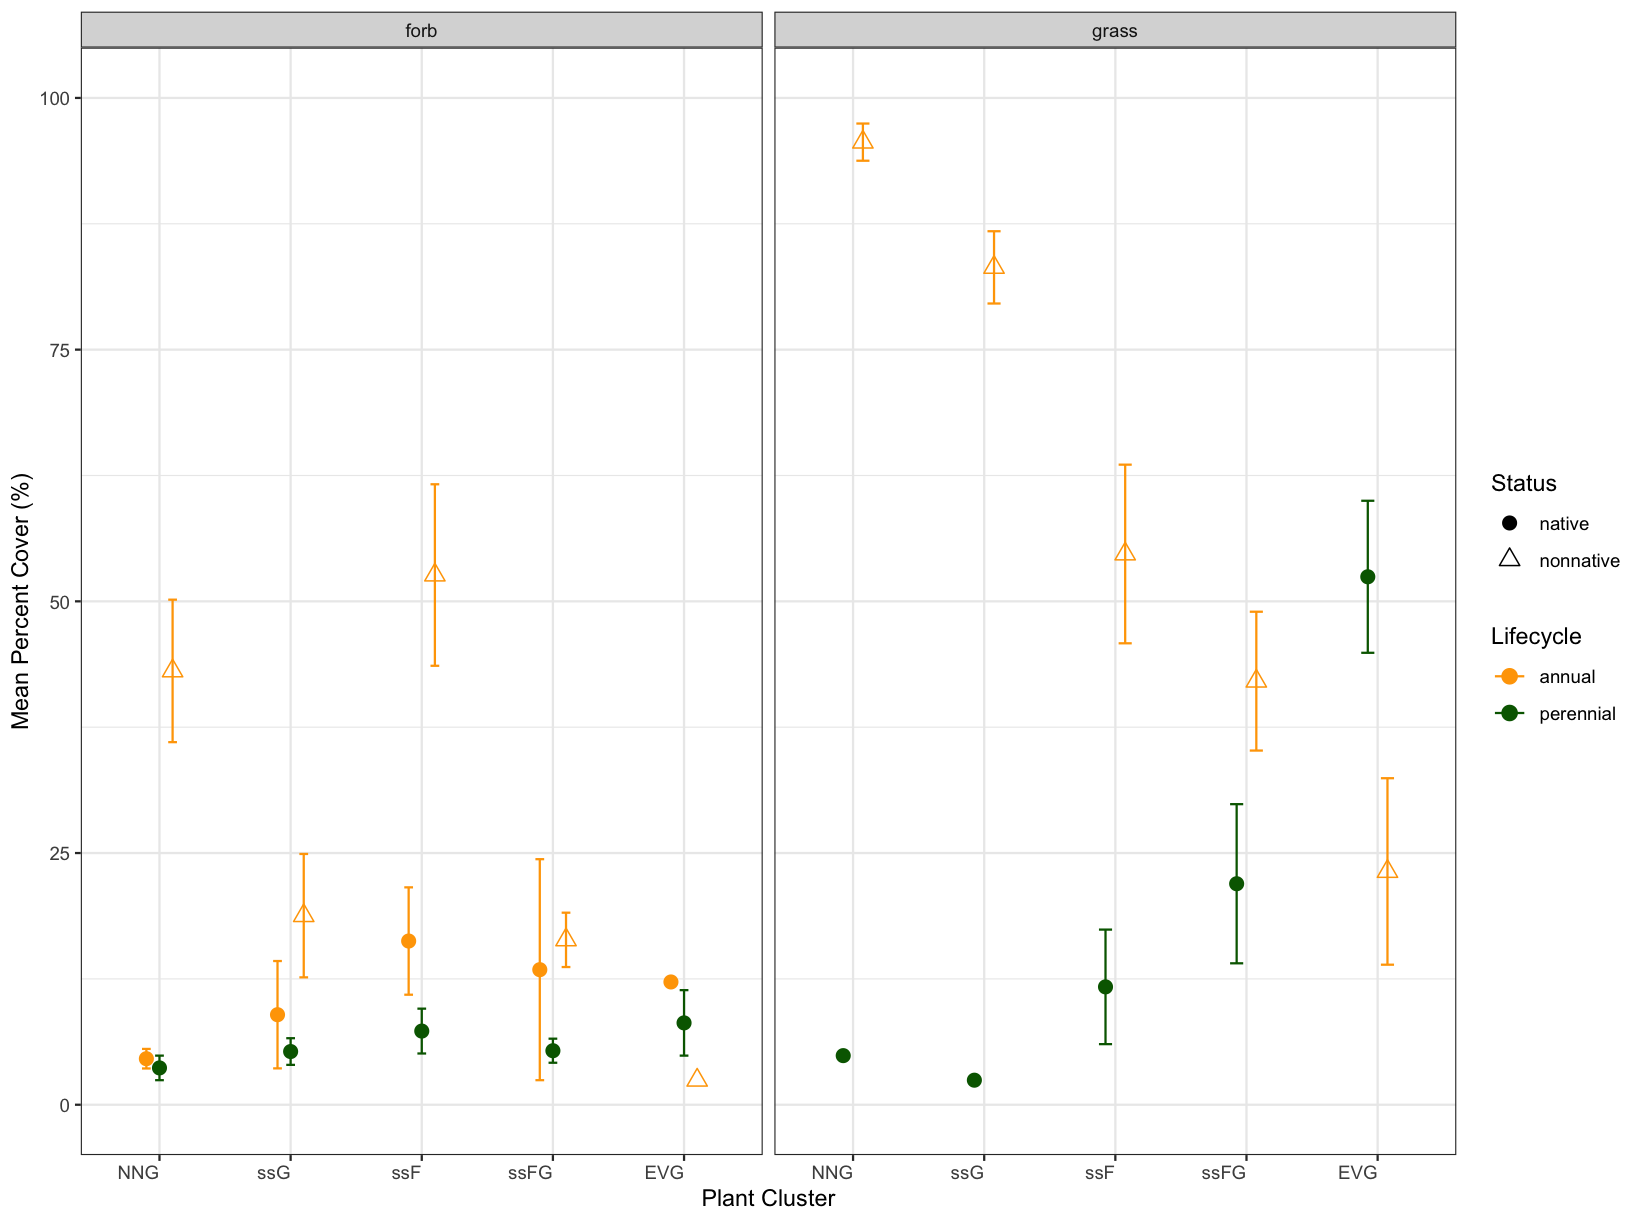 forb
grass
100
75
50
25
0
Mean Percent Cover (%)
NNG
ssG
ssF
ssFG
EVG
NNG
ssG
ssF
ssFG
EVG
Plant Cluster
Status
native
nonnative
Lifecycle
annual
perennial